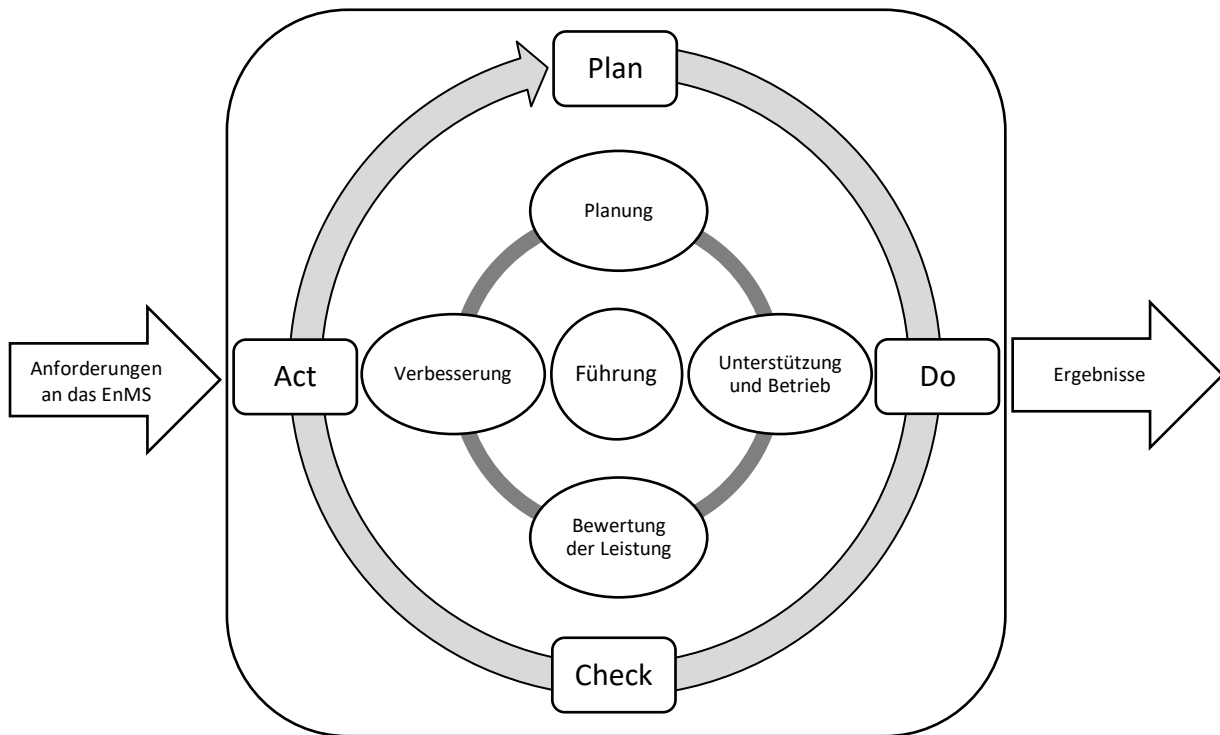 Plan
Planung
Anforderungen
an das EnMS
Act
Verbesserung
Führung
Unterstützung
und Betrieb
Do
Ergebnisse
Bewertung
der Leistung
Check